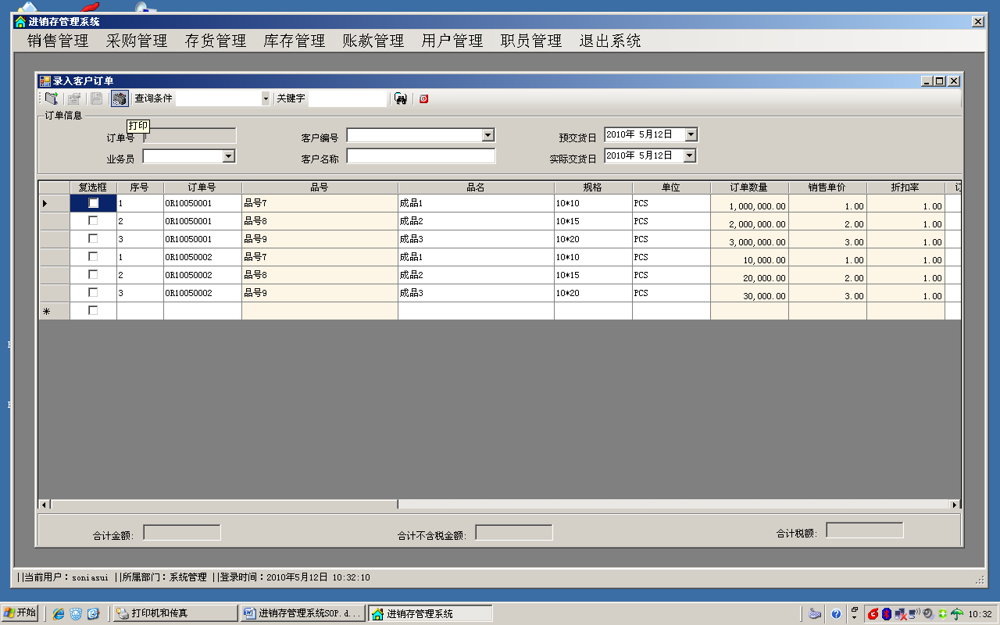 进销存管理系统
销售管理 采购管理 存货管理 库存管理 账款管理 用户管理 职员管理 退出系统
录入客户订单
查询条件 关键字
订单信息
打印
订单号 客户编号 预交货日 2010年 5月12日
业务员 客户名称 实际交货日 2010年 5月12日
复选框 序号 订单号 品号 品名 规格 单位 订单数量 销售单价 折扣率
1 OR10050001 品号7 成品1 10*10 PCS 1,000,000.00 1.00 1.00
2 OR10050001 品号8 成品2 10*15 PCS 2,000,000.00 2.00 1.00
3 OR10050001 品号9 成品3 10*20 PCS 3,000,000.00 3.00 1.00
1 OR10050002 品号7 成品1 10*10 PCS 10,000.00 1.00 1.00
2 OR10050002 品号8 成品2 10*15 PCS 20,000.00 2.00 1.00
3 OR10050002 品号9 成品3 10*20 PCS 30,000.00 3.00 1.00
合计金额: 合计不含税金额: 合计税额:
||当前用户：soniasui ||所属部门：系统管理 ||登录时间：2010年5月12日 10:32:10
开始 打印机和传真 进销存管理系统SOP.d... 进销存管理系统 10:32